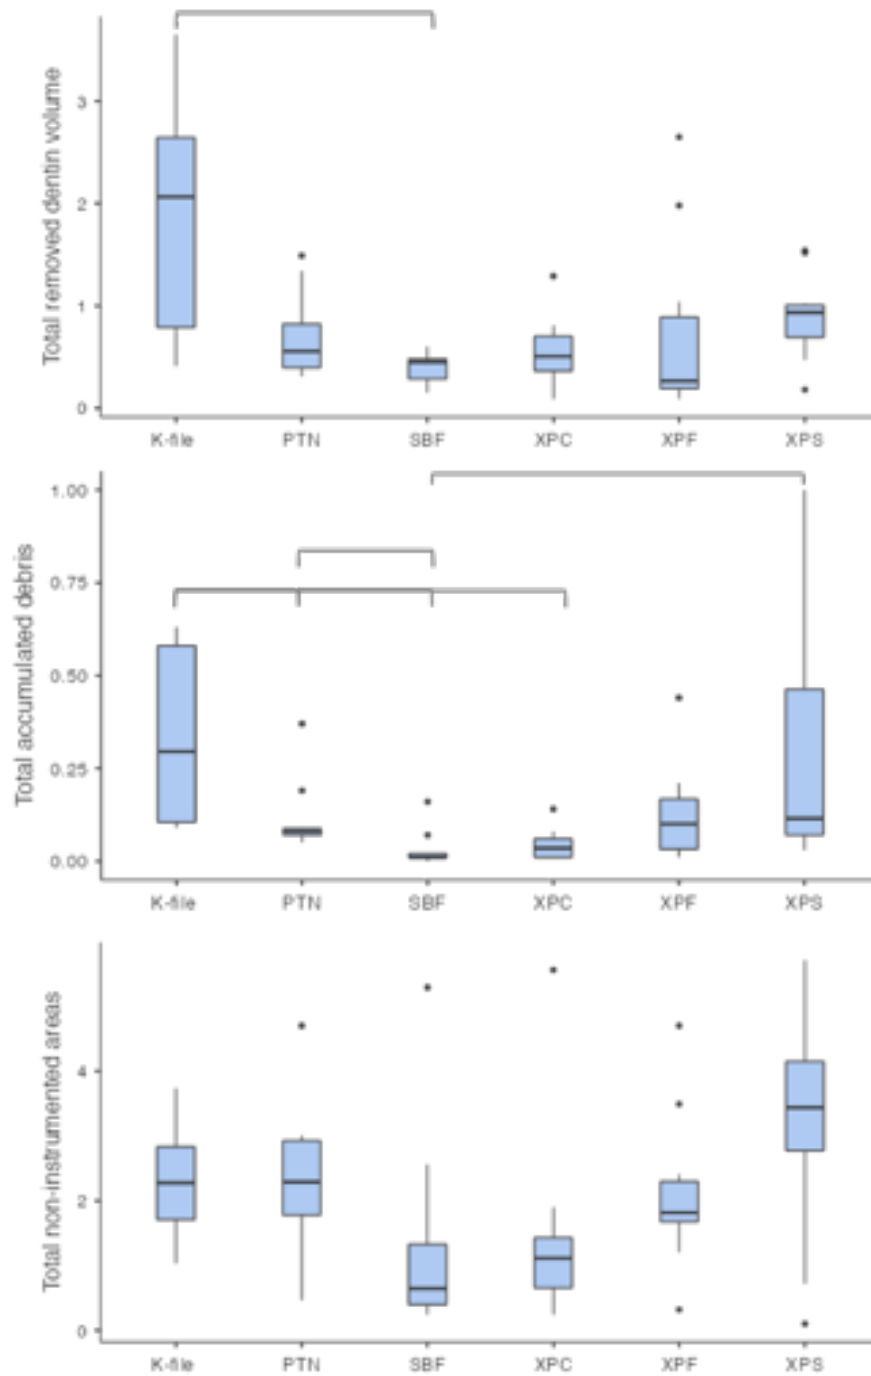 Total removed dentin volume
3
2
1
0
K-file PTN SBF XPC XPF XPS
Total accumulated debris
1.00
0.75
0.50
0.25
0.00
K-file PTN SBF XPC XPF XPS
Total non-instrumented areas
4
2
0
K-file PTN SBF XPC XPF XPS